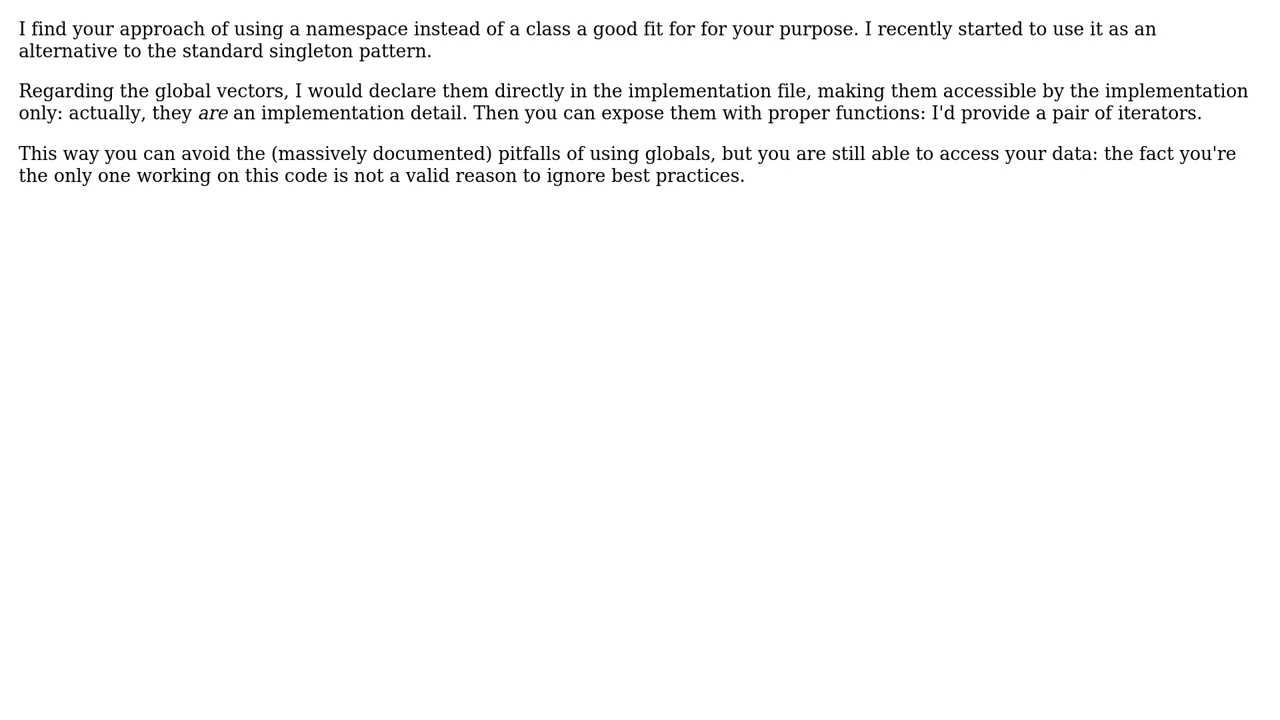 I find your approach of using a namespace instead of a class a good fit for for your purpose. I recently started to use it as an
alternative to the standard singleton pattern.
Regarding the global vectors, I would declare them directly in the implementation file, making them accessible by the implementation
only: actually, they are an implementation detail. Then you can expose them with proper functions: I'd provide a pair of iterators.
This way you can avoid the (massively documented) pitfalls of using globals, but you are still able to access your data: the fact you're
the only one working on this code is not a valid reason to ignore best practices.